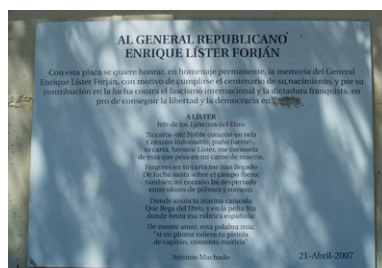 AL GENERAL REPUBLICANO
ENRIQUE LÍSTER FORJÁN
Con esta placa se quiere honrar, en homenaje permanente, la memoria del General
Enrique Líster Forján, con motivo de cumplirse el centenario de su nacimiento, y por su
contribución en la lucha contra el fascismo internacional y la dictadura franquista, en
pro de conseguir la libertad y la democracia en
A LÍSTER
Jefe de los Ejércitos del Ebro
Tu carta- oh! Noble corazón en vela
Corazón indomable, puño fuerte-,
tu carta, heroico Líster, me consuela
de esta que pesa en mi carne de muerte.
Fragores en tu carta me han llegado
De lucha santa sobre el campo ibero;
también mi corazón ha despertado
entre olores de pólvora y romero.
Donde anuncia marina caracola
Que llega del Ebro, y en la peña fría
donde brota esa rúbrica española;
De monte a mar, esta palabra mía:
"si mi pluma valiera tu pistola
de capitán, contento moriría"
Antonio Machado
21-Abril-2007